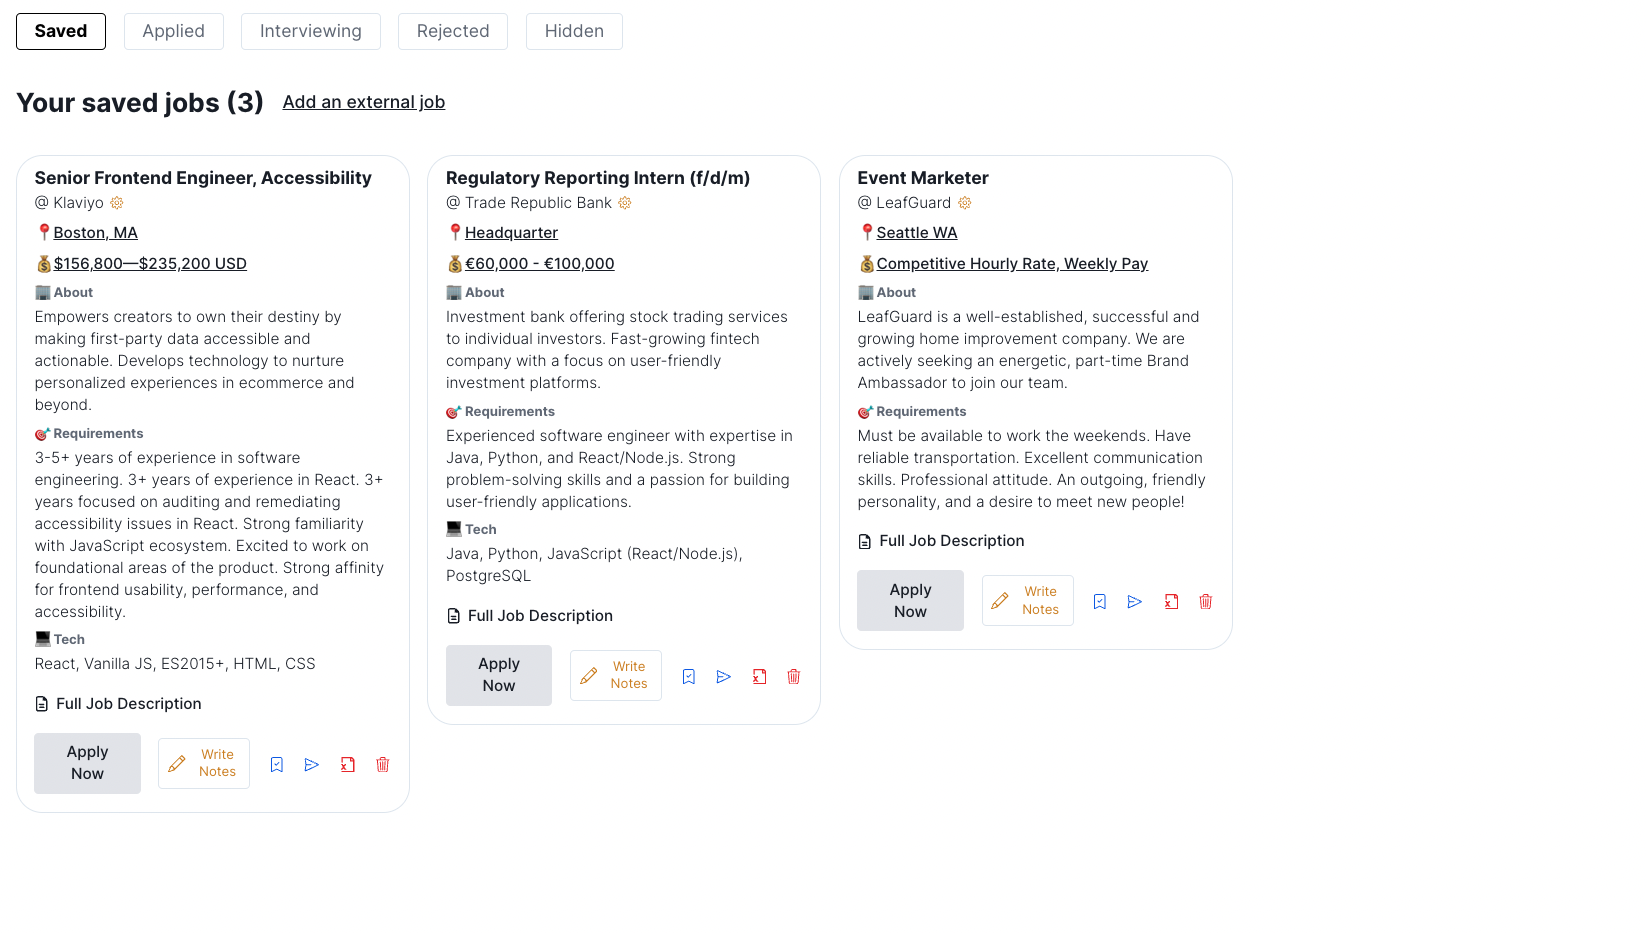 Saved
Applied
Interviewing
Rejected
Hidden
Your saved jobs (3)
Add an external job
Senior Frontend Engineer, Accessibility
@ Klaviyo
Boston, MA
$156,800—$235,200 USD
About
Empowers creators to own their destiny by
making first-party data accessible and
actionable. Develops technology to nurture
personalized experiences in ecommerce and
beyond.
Requirements
3-5+ years of experience in software
engineering. 3+ years of experience in React. 3+
years focused on auditing and remediating
accessibility issues in React. Strong familiarity
with JavaScript ecosystem. Excited to work on
foundational areas of the product. Strong affinity
for frontend usability, performance, and
accessibility.
Tech
React, Vanilla JS, ES2015+, HTML, CSS
Full Job Description
Apply
Now
Write
Notes
Regulatory Reporting Intern (f/d/m)
@ Trade Republic Bank
Headquarter
€60,000 - €100,000
About
Investment bank offering stock trading services
to individual investors. Fast-growing fintech
company with a focus on user-friendly
investment platforms.
Requirements
Experienced software engineer with expertise in
Java, Python, and React/Node.js. Strong
problem-solving skills and a passion for building
user-friendly applications.
Tech
Java, Python, JavaScript (React/Node.js),
PostgreSQL
Full Job Description
Apply
Now
Write
Notes
Event Marketer
@ LeafGuard
Seattle WA
Competitive Hourly Rate, Weekly Pay
About
LeafGuard is a well-established, successful and
growing home improvement company. We are
actively seeking an energetic, part-time Brand
Ambassador to join our team.
Requirements
Must be available to work the weekends. Have
reliable transportation. Excellent communication
skills. Professional attitude. An outgoing, friendly
personality, and a desire to meet new people!
Full Job Description
Apply
Now
Write
Notes